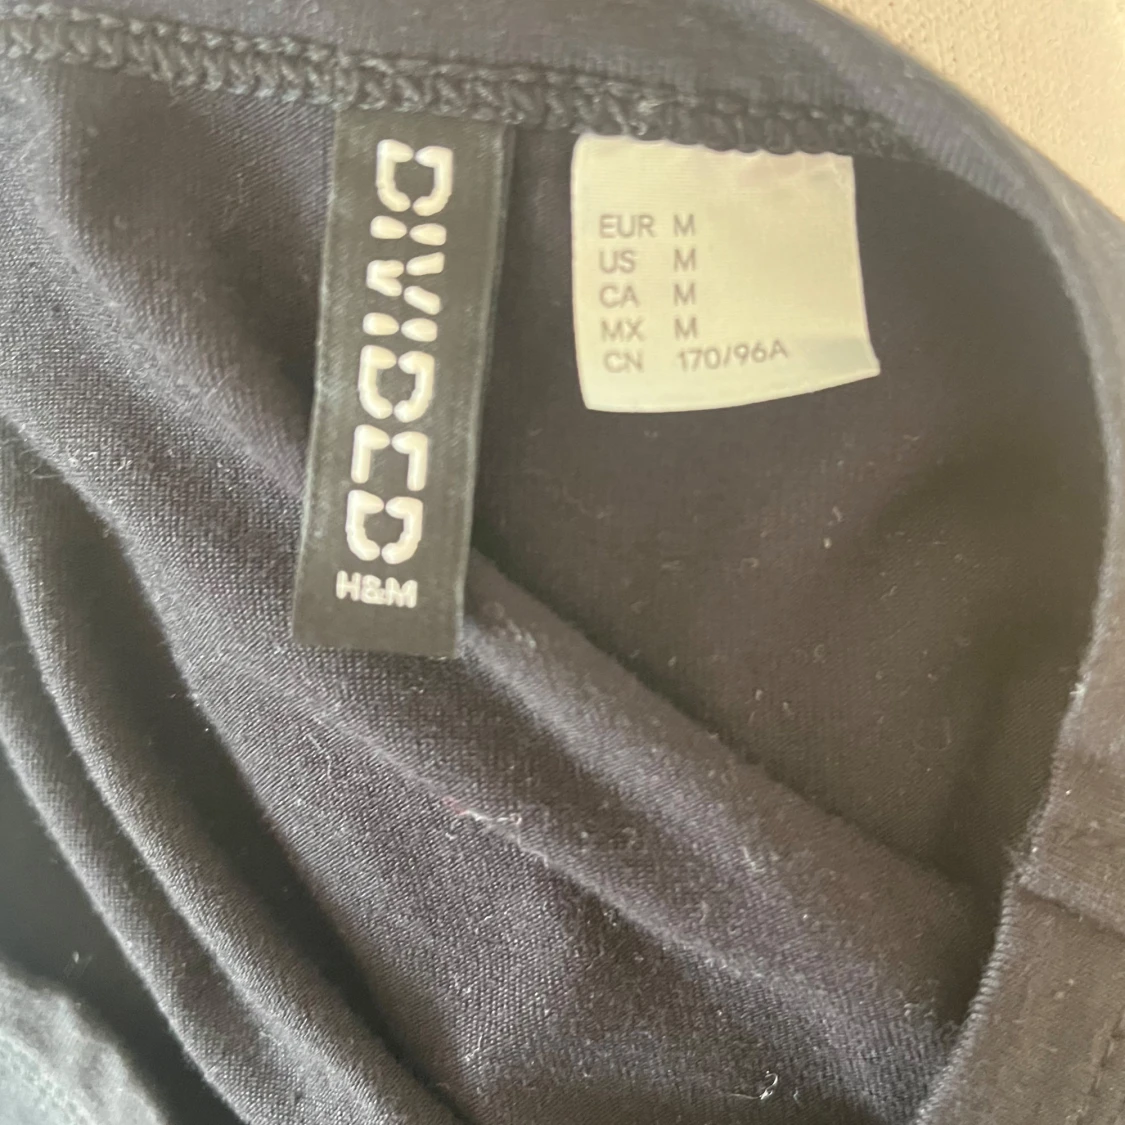 DIVIDED
H&M
EUR M
US M
CA M
MX M
CN 170/96A